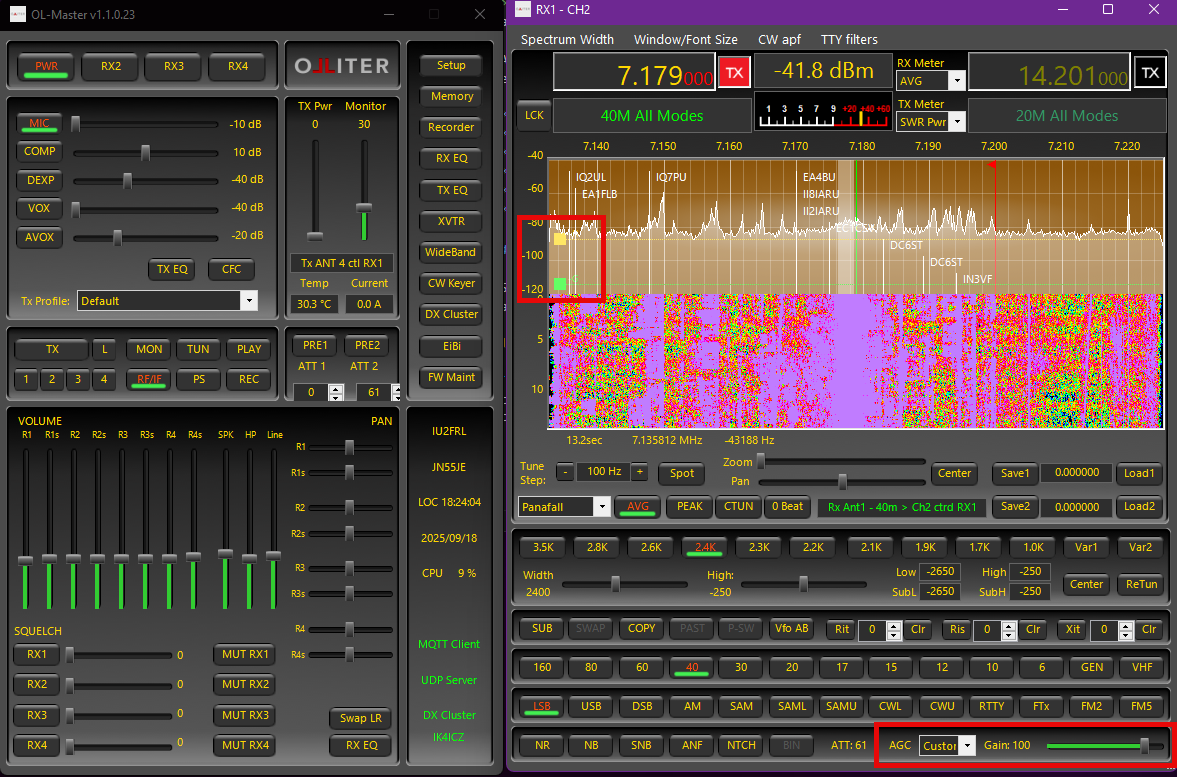 OL-Master v1.1.0.23
PWR RX2 RX3 RX4
OLLITER
MIC -10 dB
COMP 10 dB
DEXP -40 dB
VOX -40 dB
AVOX -20 dB
TX EQ CFC
Tx Profile: Default
TX Pwr Monitor
0 30
Tx ANT 4 ctl RX1
Temp Current
30.3 °C 0.0 A
TX L MON TUN PLAY
1 2 3 4 RF/IF PS REC
PRE1 PRE2
ATT 1 ATT 2
0 61
Setup
Memory
Recorder
RX EQ
TX EQ
XVTR
WideBand
CW Keyer
DX Cluster
EiBi
FW Maint
VOLUME PAN
R1 R1s R2 R2s R3 R3s R4 R4s SPK HP Line
R1
R1s
R2
R2s
R3
R3s
R4
R4s
SQUELCH
RX1 0 MUT RX1
RX2 0 MUT RX2
RX3 0 MUT RX3
RX4 0 MUT RX4
Swap LR
RX EQ
IU2FRL
JN55JE
LOC 18:24:04
2025/09/18
CPU 9 %
MQTT Client
UDP Server
DX Cluster
IK4ICZ
RX1 - CH2
Spectrum Width Window/Font Size CW apf TTY filters
7.179000 TX -41.8 dBm RX Meter AVG 14.201000 TX
LCK 40M All Modes 1 3 5 7 9 +20 +40 +60 TX Meter SWR Pwr 20M All Modes
7.140 7.150 7.160 7.170 7.180 7.190 7.200 7.210 7.220
-40
-60
-80
-100
-120
0
5
10
IQ2UL IQ7PU EA4BU
EA1FLB II8IARU
II2IARU
DC6ST
DC6ST
IN3VF
13.2sec 7.135812 MHz -43188 Hz
Tune Step: - 100 Hz + Spot Zoom Pan Center Save1 0.000000 Load1
Panafall AVG PEAK CTUN 0 Beat Rx Ant1 - 40m > Ch2 ctrd RX1 Save2 0.000000 Load2
3.5K 2.8K 2.6K 2.4K 2.3K 2.2K 2.1K 1.9K 1.7K 1.0K Var1 Var2
Width High: Low -2650 High -250 Center ReTun
2400 -250 SubL -2650 SubH -250
SUB SWAP COPY PAST P-SW Vfo AB Rit 0 Clr Ris 0 Clr Xit 0 Clr
160 80 60 40 30 20 17 15 12 10 6 GEN VHF
LSB USB DSB AM SAM SAML SAMU CWL CWU RTTY FTx FM2 FM5
NR NB SNB ANF NTCH BIN ATT: 61 AGC Custor Gain: 100